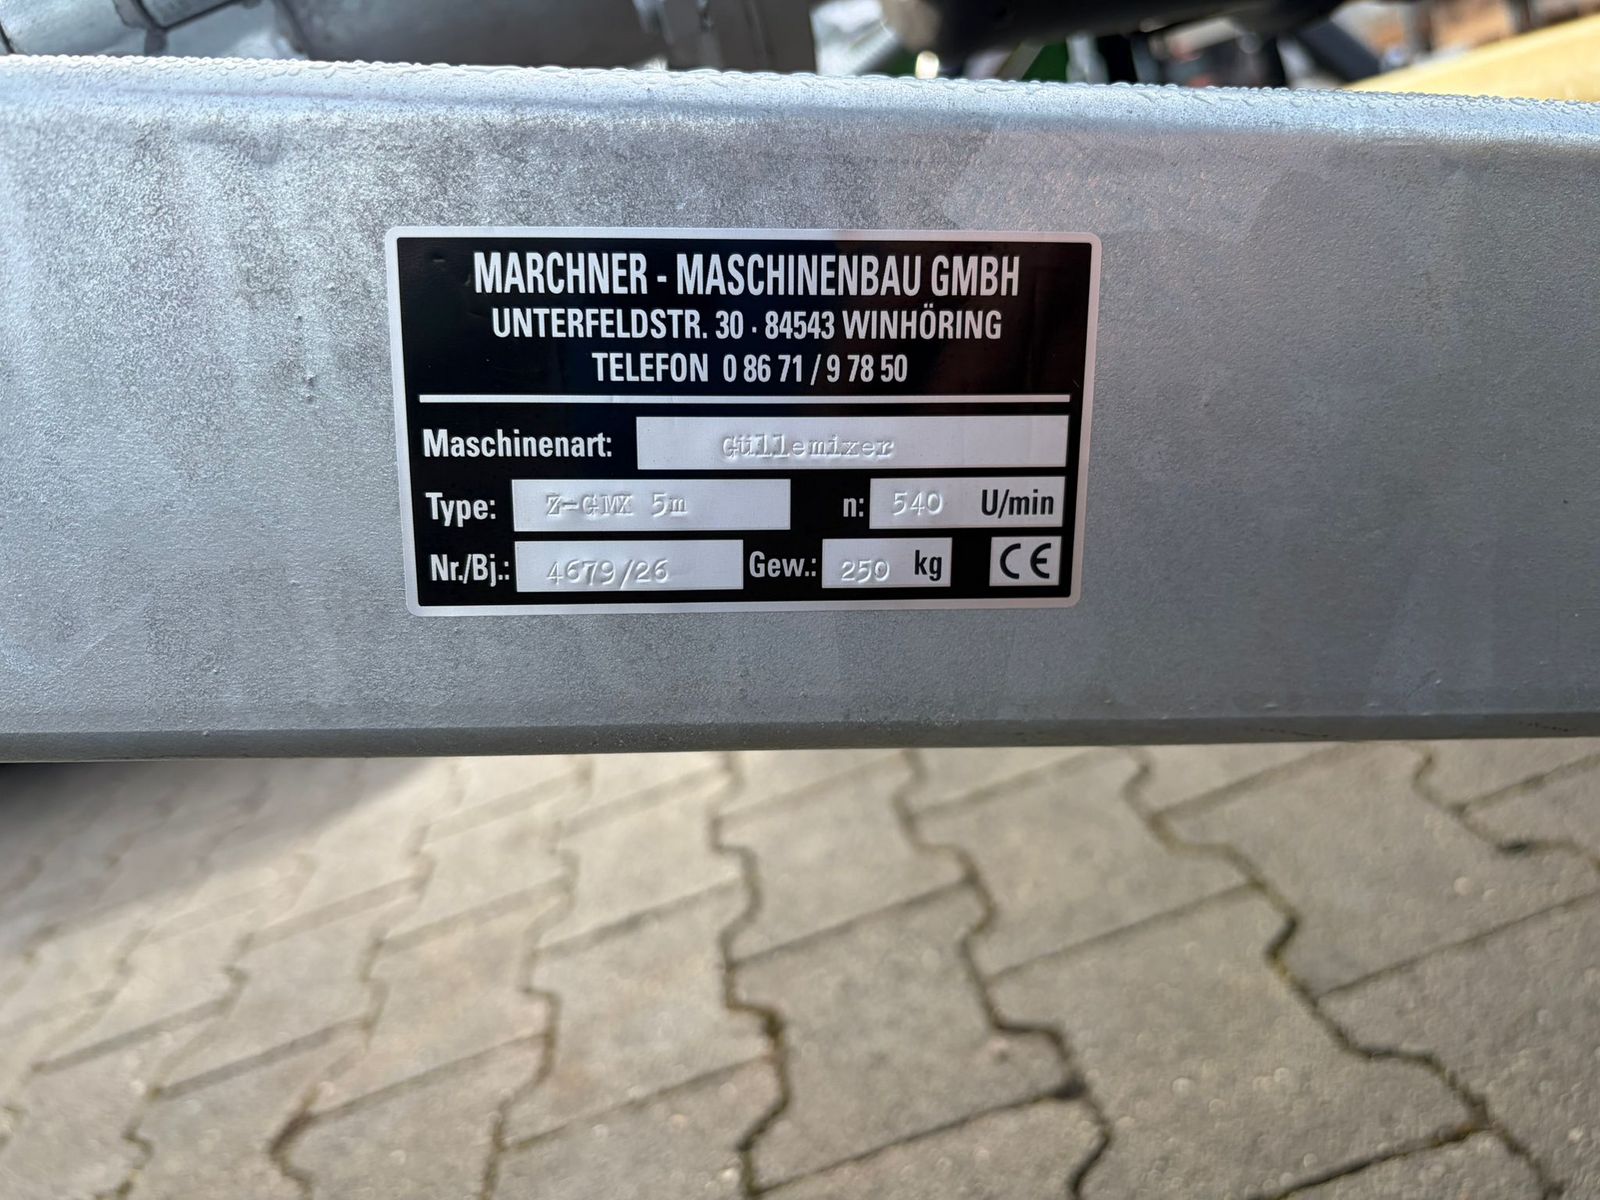 MARCHNER - MASCHINENBAU GMBH
UNTERFELDSTR. 30 · 84543 WINHÖRING
TELEFON 0 86 71 / 9 78 50
Maschinenart: Güllemixer
Type: Z-GMX 5m n: 540 U/min
Nr./Bj.: 4679/26 Gew.: 250 kg CE